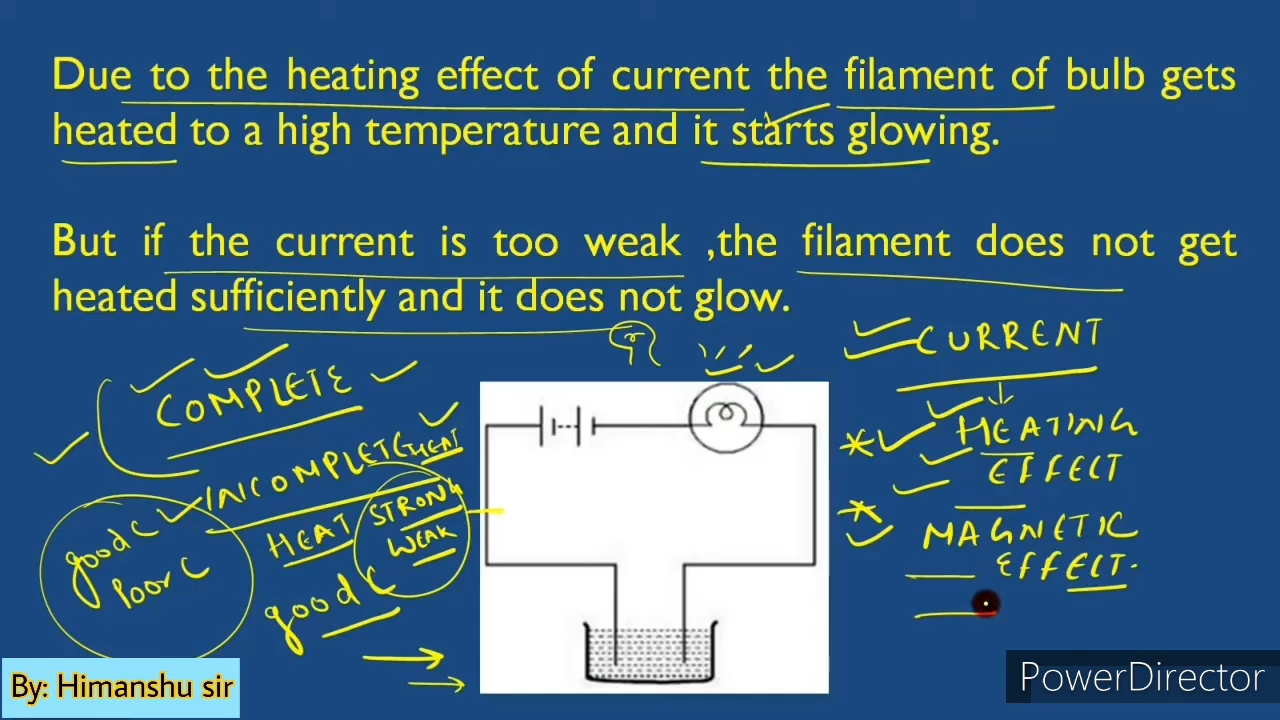 Due to the heating effect of current the filament of bulb gets
heated to a high temperature and it starts glowing.
But if the current is too weak ,the filament does not get
heated sufficiently and it does not glow.
CURRENT
COMPLETE
HEATING
EFFECT
INCOMPLETE
HEAT
STRONG
HEAT
WEAK
MAGNETIC
EFFECT.
good C
Poor C
good C
By: Himanshu sir
PowerDirector